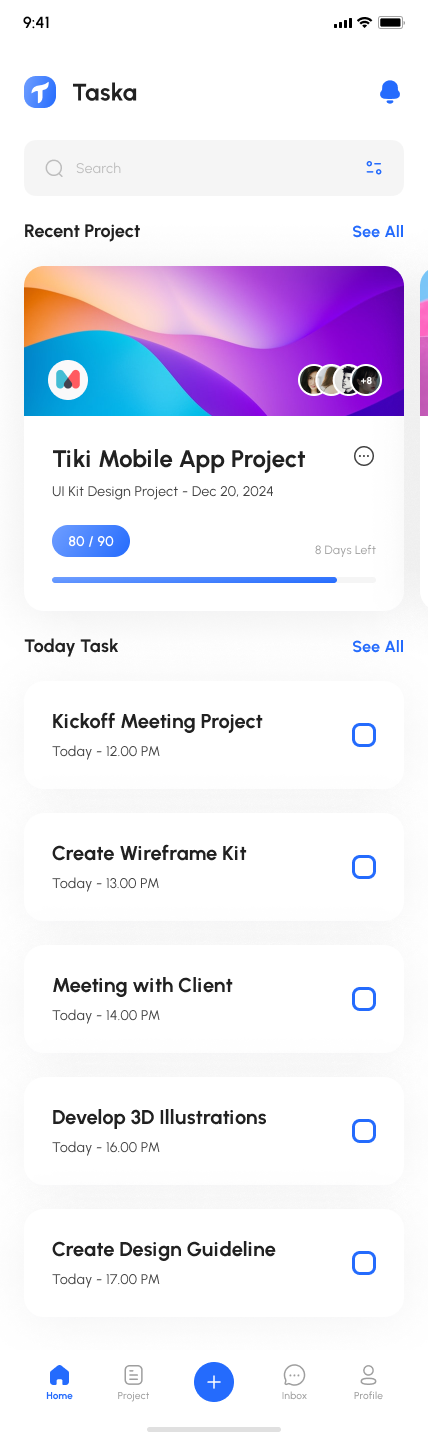 9:41
Taska
Search
Recent Project
See All
+8
Tiki Mobile App Project
UI Kit Design Project - Dec 20, 2024
80 / 90
8 Days Left
Today Task
See All
Kickoff Meeting Project
Today - 12.00 PM
Create Wireframe Kit
Today - 13.00 PM
Meeting with Client
Today - 14.00 PM
Develop 3D Illustrations
Today - 16.00 PM
Create Design Guideline
Today - 17.00 PM
Home
Project
Inbox
Profile